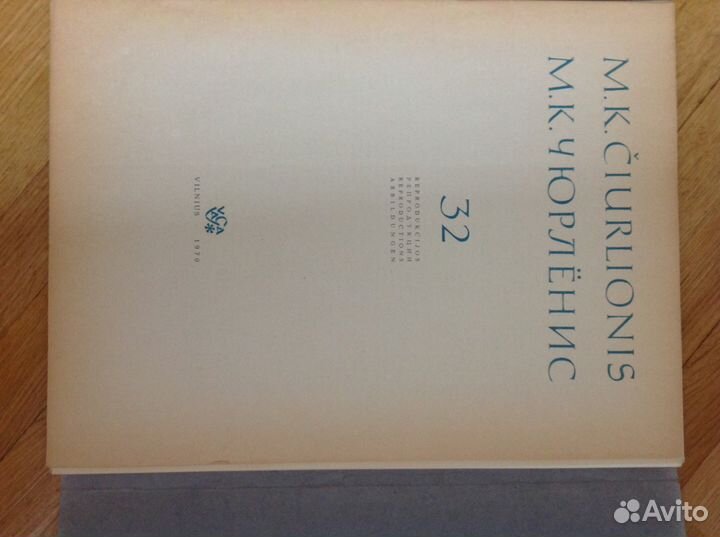 M.K. ČIURLIONIS
М.К. ЧЮРЛЁНИС
32
REPRODUKCIJOS
РЕПРОДУКЦИИ
REPRODUCTIONS
ABBILDUNGEN
VILNIUS 1970
Avito